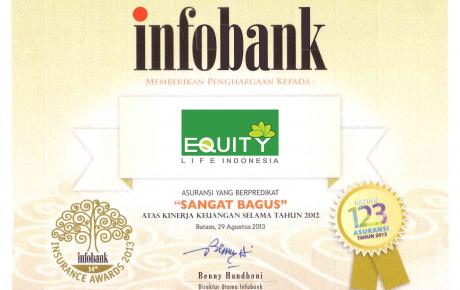 infobank
MEMBERIKAN PENGHARGAAN KEPADA :
EQUITY
LIFE INDONESIA
ASURANSI YANG BERPREDIKAT
"SANGAT BAGUS"
ATAS KINERJA KEUANGAN SELAMA TAHUN 2012
Batam, 29 Agustus 2013
Benny Handhoni
Direktur Utama Infobank
infobank
14th
INSURANCE AWARDS 2013
RATING
123
ASURANSI
TAHUN 2013